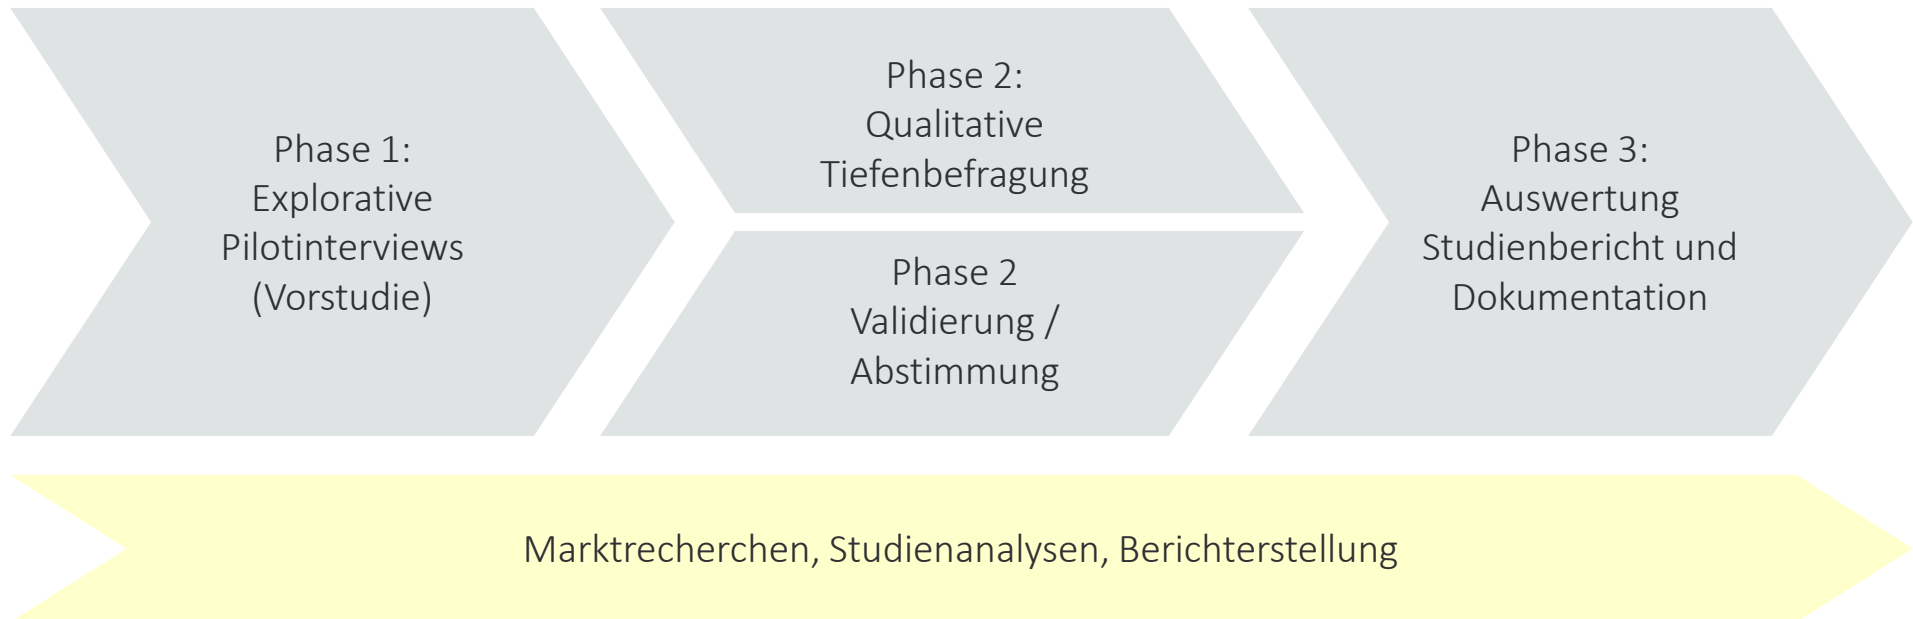 Phase 1:
Explorative
Pilotinterviews
(Vorstudie)
Phase 2:
Qualitative
Tiefenbefragung
Phase 2
Validierung /
Abstimmung
Phase 3:
Auswertung
Studienbericht und
Dokumentation
Marktrecherchen, Studienanalysen, Berichterstellung